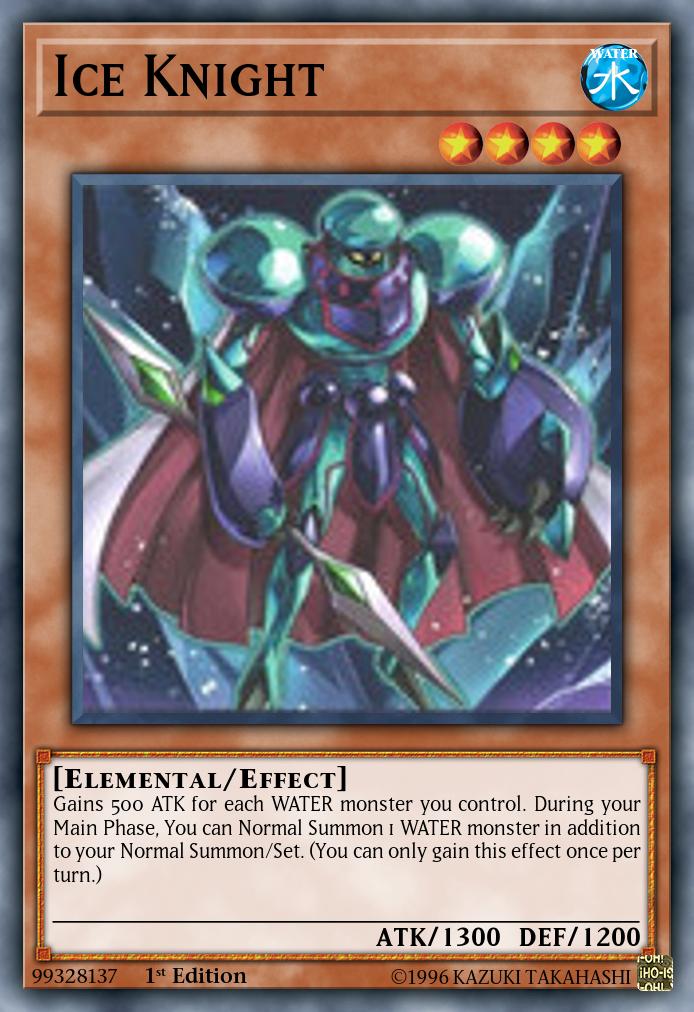 Ice Knight
WATER
水
[Elemental/Effect]
Gains 500 ATK for each WATER monster you control. During your
Main Phase, You can Normal Summon 1 WATER monster in addition
to your Normal Summon/Set. (You can only gain this effect once per
turn.)
ATK/1300 DEF/1200
99328137 1st Edition ©1996 KAZUKI TAKAHASHI